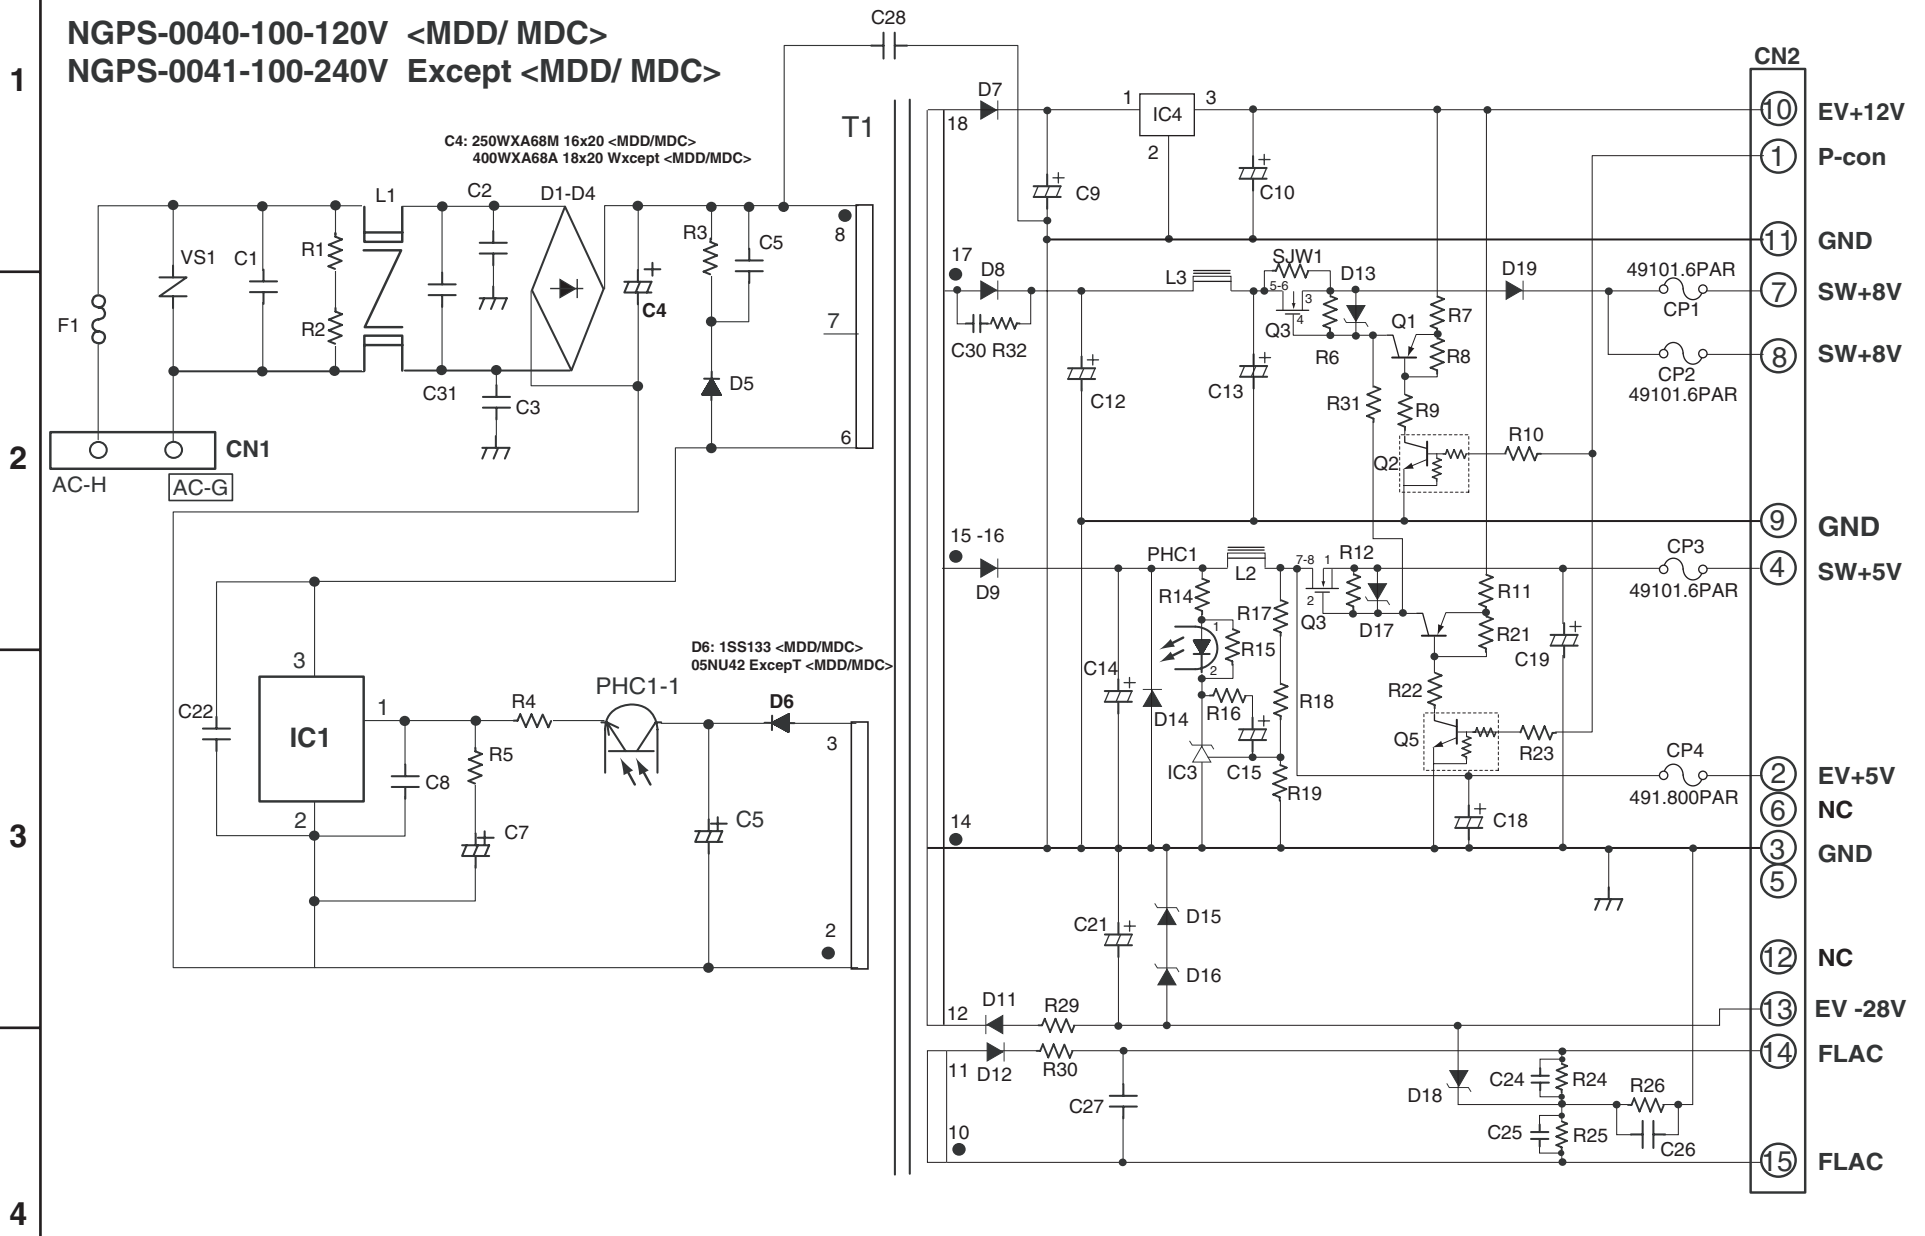 NGPS-0040-100-120V <MDD/ MDC>
NGPS-0041-100-240V Except <MDD/ MDC>
1
2
3
4
C28
T1
C4: 250WXA68M 16x20 <MDD/MDC>
400WXA68A 18x20 Wxcept <MDD/MDC>
L1
C2
D1-D4
VS1
C1
R1
R2
F1
C31
C3
C4
R3
C5
D5
8
7
6
CN1
AC-H
AC-G
D6: 1SS133 <MDD/MDC>
05NU42 ExcepT <MDD/MDC>
C22
3
IC1
1
2
R4
R5
C8
C7
PHC1-1
D6
C5
3
2
18
D7
1
IC4
3
2
C9
C10
17
D8
C30 R32
C12
L3
C13
SJW1
5-6
3
4
Q3
R6
D13
Q1
R7
R8
R31
R9
Q2
R10
D19
49101.6PAR
CP1
CP2
49101.6PAR
15 -16
D9
PHC1
L2
R14
1
2
R15
R16
R17
R18
R19
C14
D14
IC3
C15
7-8
1
2
Q3
R12
D17
R11
R21
R22
Q5
R23
C19
CP3
49101.6PAR
CP4
491.800PAR
C18
14
C21
D15
D16
12
D11
R29
11
D12
R30
C27
10
D18
C24
R24
C25
R25
R26
C26
CN2
10 EV+12V
1 P-con
11 GND
7 SW+8V
8 SW+8V
9 GND
4 SW+5V
2 EV+5V
6 NC
3 GND
5
12 NC
13 EV -28V
14 FLAC
15 FLAC